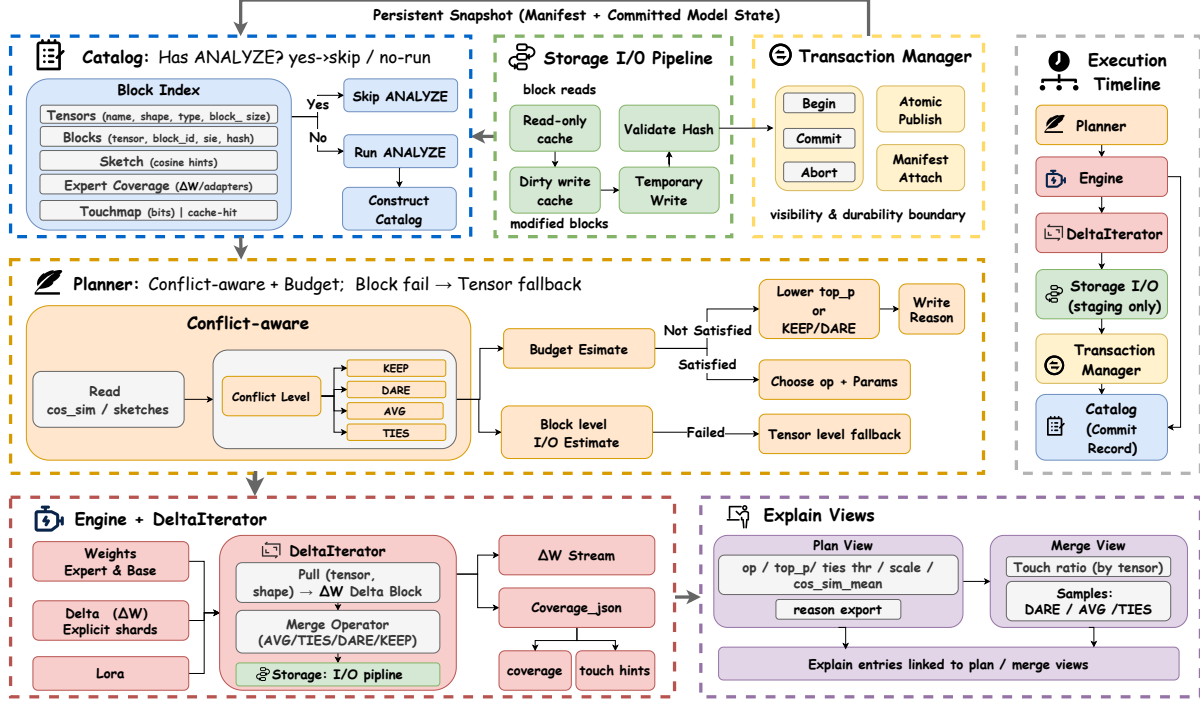 Persistent Snapshot (Manifest + Committed Model State)
Catalog: Has ANALYZE? yes->skip / no-run
Block Index
Tensors (name, shape, type, block_ size)
Blocks (tensor, block_id, sie, hash)
Sketch (cosine hints)
Expert Coverage (ΔW/adapters)
Touchmap (bits) | cache-hit
Yes
No
Skip ANALYZE
Run ANALYZE
Construct
Catalog
Storage I/O Pipeline
block reads
Read-only
cache
Validate Hash
Dirty write
cache
Temporary
Write
modified blocks
Transaction Manager
Begin
Commit
Abort
Atomic
Publish
Manifest
Attach
visibility & durability boundary
Execution
Timeline
Planner
Engine
DeltaIterator
Storage I/O
(staging only)
Transaction
Manager
Catalog
(Commit
Record)
Planner: Conflict-aware + Budget; Block fail → Tensor fallback
Conflict-aware
Read
cos_sim / sketches
Conflict Level
KEEP
DARE
AVG
TIES
Budget Esimate
Not Satisfied
Satisfied
Lower top_p
or
KEEP/DARE
Write
Reason
Choose op + Params
Block level
I/O Estimate
Failed
Tensor level fallback
Engine + DeltaIterator
Weights
Expert & Base
Delta (ΔW)
Explicit shards
Lora
DeltaIterator
Pull (tensor,
shape) → ΔW Delta Block
Merge Operator
(AVG/TIES/DARE/KEEP)
Storage: I/O pipline
ΔW Stream
Coverage_json
coverage
touch hints
Explain Views
Plan View
op / top_p/ ties thr / scale /
cos_sim_mean
reason export
Merge View
Touch ratio (by tensor)
Samples:
DARE / AVG /TIES
Explain entries linked to plan / merge views